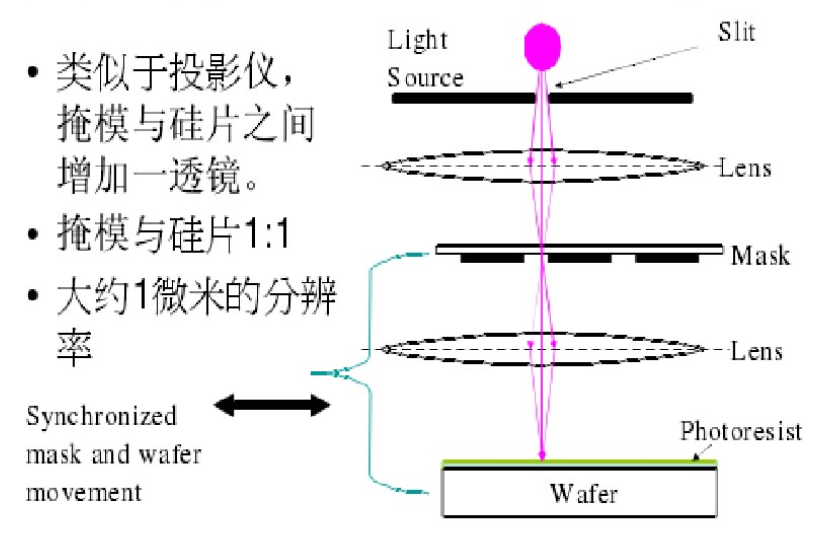 • 类似于投影仪，
掩模与硅片之间
增加一透镜。
• 掩模与硅片1:1
• 大约1微米的分辨
率
Synchronized
mask and wafer
movement
Light
Source
Slit
Lens
Mask
Lens
Photoresist
Wafer